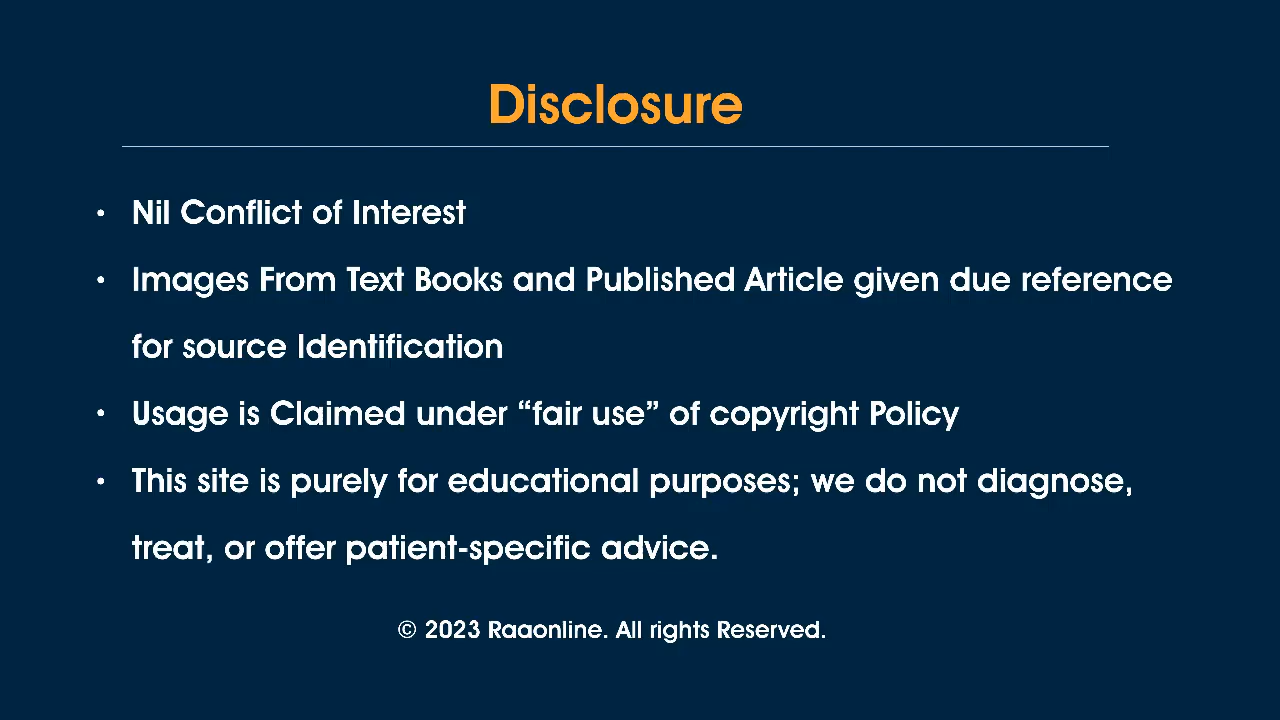 Disclosure
• Nil Conflict of Interest
• Images From Text Books and Published Article given due reference
for source Identification
• Usage is Claimed under “fair use” of copyright Policy
• This site is purely for educational purposes; we do not diagnose,
treat, or offer patient-specific advice.
© 2023 Raaonline. All rights Reserved.